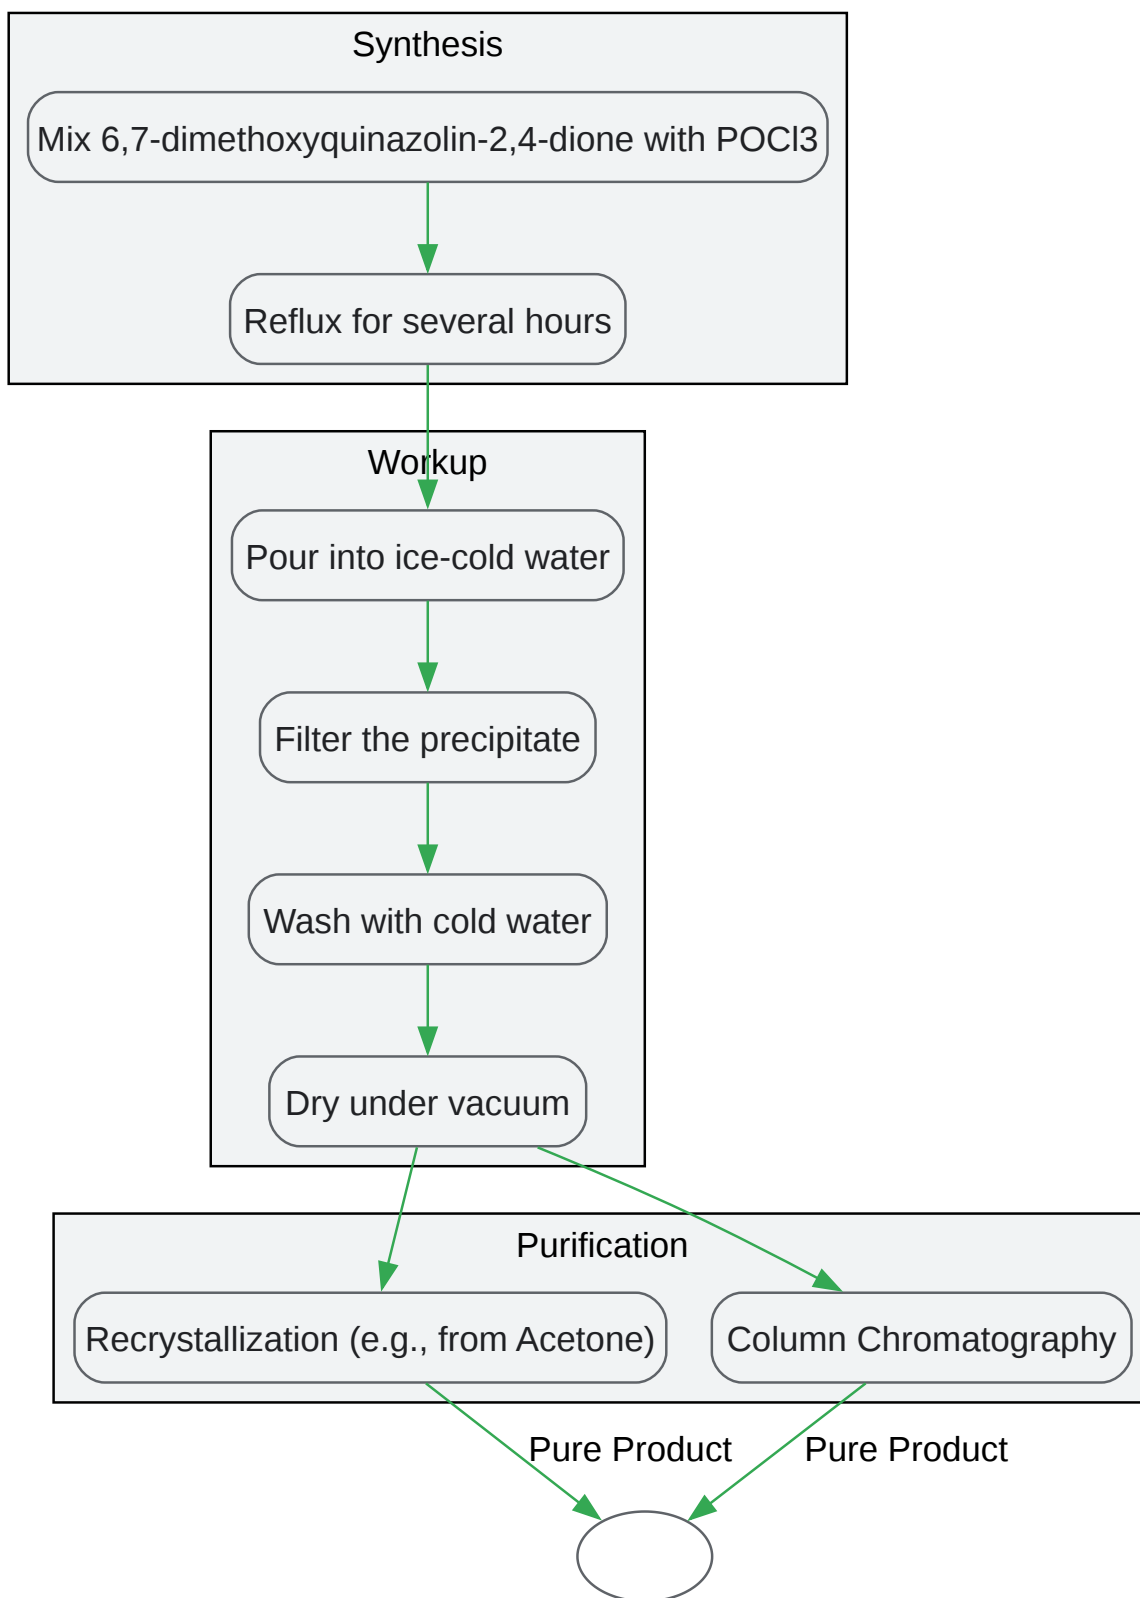 Synthesis
Mix 6,7-dimethoxyquinazolin-2,4-dione with POCl3
Reflux for several hours
Workup
Pour into ice-cold water
Filter the precipitate
Wash with cold water
Dry under vacuum
Purification
Recrystallization (e.g., from Acetone)
Column Chromatography
Pure Product
Pure Product